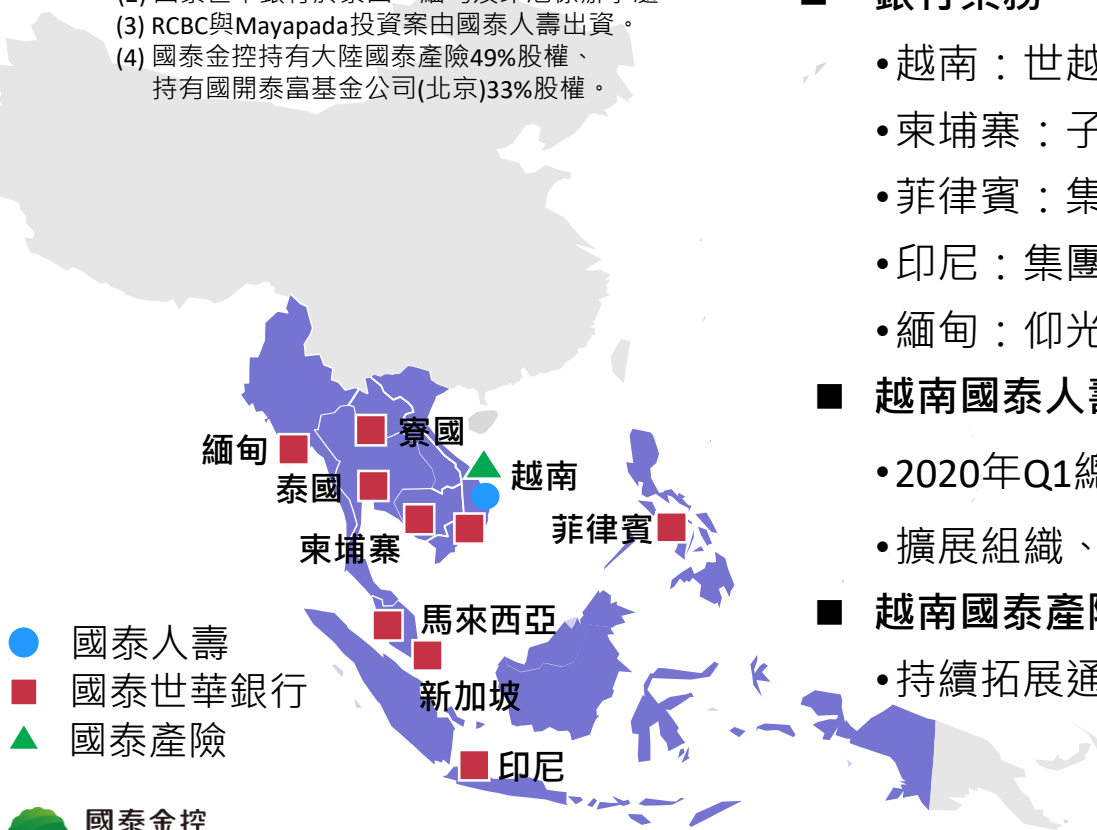 (3) RCBC與Mayapada投資案由國泰人壽出資。
(4) 國泰金控持有大陸國泰產險49%股權、
持有國開泰富基金公司(北京)33%股權。
•越南：世越
•柬埔寨：子
•菲律賓：集
•印尼：集團
•緬甸：仰光
■ 越南國泰人壽
•2020年Q1總
•擴展組織、
■ 越南國泰產險
•持續拓展通
緬甸
寮國
泰國
越南
柬埔寨
菲律賓
馬來西亞
新加坡
印尼
國泰人壽
國泰世華銀行
國泰產險
國泰金控